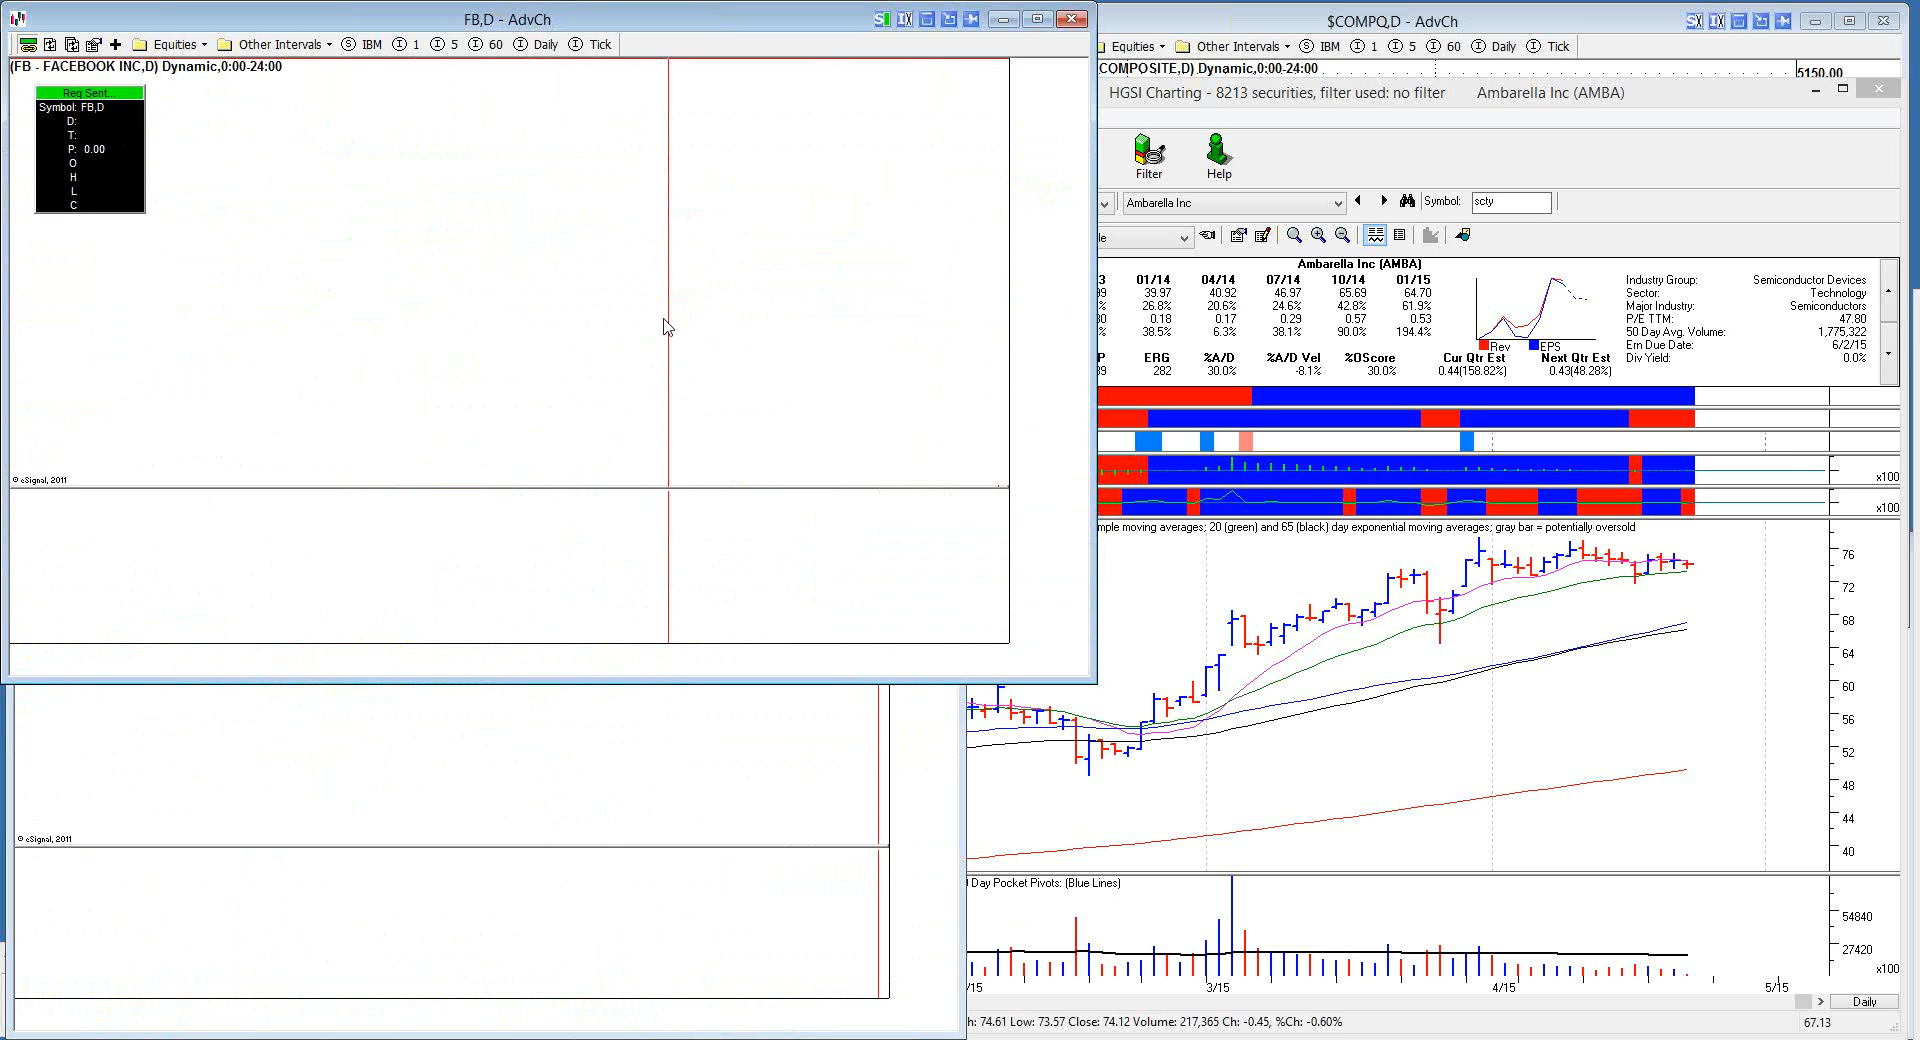 FB,D - AdvCh
Equities Other Intervals S IBM I 1 I 5 I 60 I Daily I Tick
(FB - FACEBOOK INC,D) Dynamic,0:00-24:00
Req Sent...
Symbol: FB,D
D:
T:
P: 0.00
O
H
L
C
© eSignal, 2011
© eSignal, 2011
$COMPQ,D - AdvCh
Equities Other Intervals S IBM I 1 I 5 I 60 I Daily I Tick
COMPOSITE,D) Dynamic,0:00-24:00
5150.00
HGSI Charting - 8213 securities, filter used: no filter Ambarella Inc (AMBA)
Filter Help
Ambarella Inc Symbol: scty
le
Ambarella Inc (AMBA)
3 01/14 04/14 07/14 10/14 01/15
39.97 40.92 46.97 65.69 64.70
% 26.8% 20.6% 24.6% 42.8% 61.9%
0.18 0.17 0.29 0.57 0.53
% 38.5% 6.3% 38.1% 90.0% 194.4%
P ERG %A/D %A/D Vel %OScore Cur Qtr Est Next Qtr Est
282 30.0% -8.1% 30.0% 0.44(158.82%) 0.43(48.28%)
Rev EPS
Industry Group: Semiconductor Devices
Sector: Technology
Major Industry: Semiconductors
P/E TTM: 47.80
50 Day Avg. Volume: 1,775,322
Ern Due Date: 6/2/15
Div Yield: 0.0%
x100
x100
mple moving averages; 20 (green) and 65 (black) day exponential moving averages; gray bar = potentially oversold
76
72
68
64
60
56
52
48
44
40
Day Pocket Pivots: (Blue Lines)
54840
27420
x100
/15 3/15 4/15 5/15
Daily
h: 74.61 Low: 73.57 Close: 74.12 Volume: 217,365 Ch: -0.45, %Ch: -0.60% 67.13